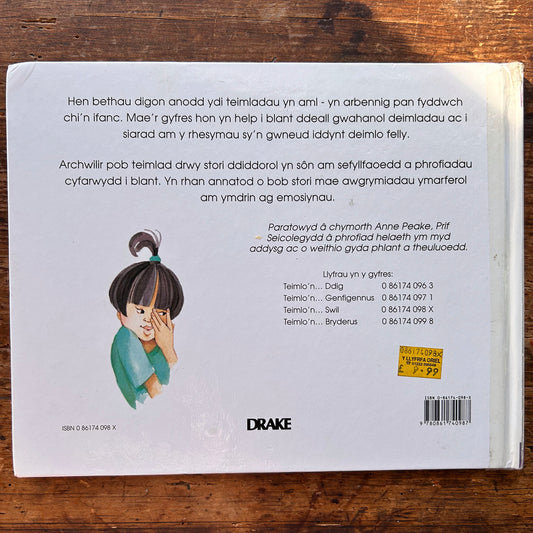 Hen bethau digon anodd ydi teimladau yn aml - yn arbennig pan fyddwch
chi'n ifanc. Mae'r gyfres hon yn help i blant ddeall gwahanol deimladau ac i
siarad am y rhesymau sy'n gwneud iddynt deimlo felly.
Archwilir pob teimlad drwy stori ddiddorol yn sôn am sefyllfaoedd a phrofiadau
cyfarwydd i blant. Yn rhan annatod o bob stori mae awgrymiadau ymarferol
am ymdrin ag emosiynau.
Paratowyd â chymorth Anne Peake, Prif
Seicolegydd â phrofiad helaeth ym myd
addysg ac o weithio gyda phlant a theuluoedd.
Llyfrau yn y gyfres:
Teimlo'n... Ddig 0 86174 096 3
Teimlo'n... Genfigennus 0 86174 097 1
Teimlo'n... Swil 0 86174 098 X
Teimlo'n... Bryderus 0 86174 099 8
086174098X
Y LLYFRFA ORIEL
£ 9.99
ISBN 0-86174-098-X
9 780861 740987
ISBN 0 86174 098 X
DRAKE